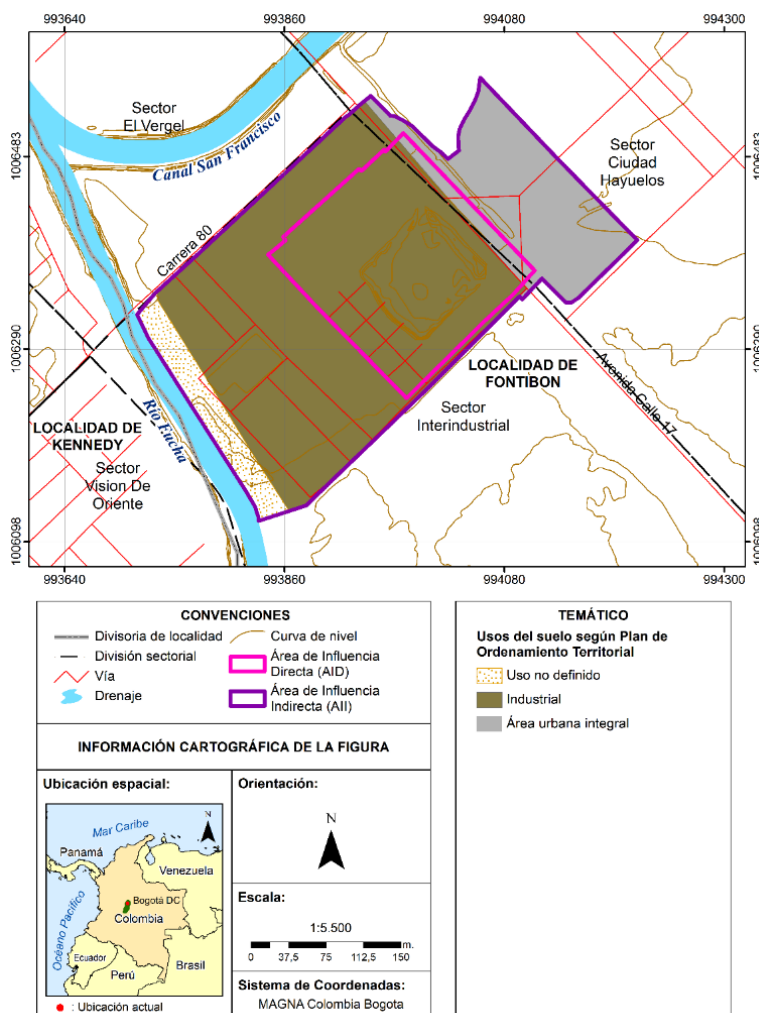 993640
993860
994080
994300
1006483
1006483
Sector
El Vergel
Canal San Francisco
Sector
Ciudad
Hayuelos
Carrera 80
1006290
1006290
LOCALIDAD DE
FONTIBON
Avenida Calle 17
Sector
Interindustrial
LOCALIDAD DE
KENNEDY
Río Fucha
Sector
Vision De
Oriente
1006098
1006098
993640
993860
994080
994300
CONVENCIONES
Divisoria de localidad
División sectorial
Vía
Drenaje
Curva de nivel
Área de Influencia
Directa (AID)
Área de Influencia
Indirecta (AII)
INFORMACIÓN CARTOGRÁFICA DE LA FIGURA
Ubicación espacial:
N
Mar Caribe
Panamá
Venezuela
Bogotá DC
Colombia
Océano Pacífico
Ecuador
Perú
Brasil
: Ubicación actual
Orientación:
N
Escala:
1:5.500
0 37,5 75 112,5 150 m.
Sistema de Coordenadas:
MAGNA Colombia Bogota
TEMÁTICO
Usos del suelo según Plan de
Ordenamiento Territorial
Uso no definido
Industrial
Área urbana integral